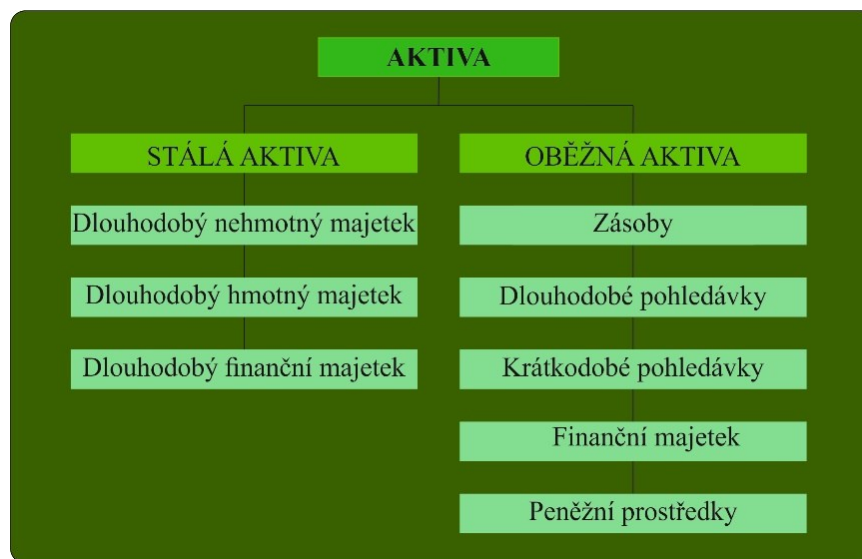 AKTIVA
STÁLÁ AKTIVA
Dlouhodobý nehmotný majetek
Dlouhodobý hmotný majetek
Dlouhodobý finanční majetek
OBĚŽNÁ AKTIVA
Zásoby
Dlouhodobé pohledávky
Krátkodobé pohledávky
Finanční majetek
Peněžní prostředky